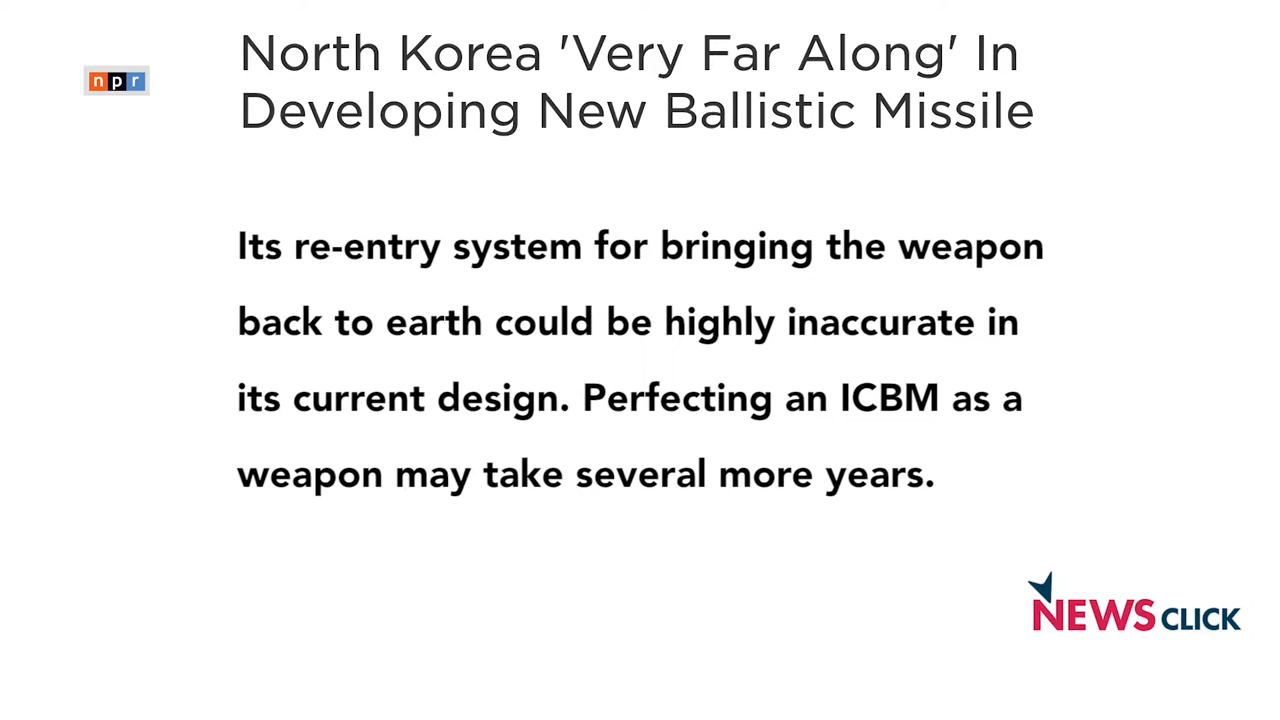 North Korea 'Very Far Along' In
npr
Developing New Ballistic Missile
Its re-entry system for bringing the weapon
back to earth could be highly inaccurate in
its current design. Perfecting an ICBM as a
weapon may take several more years.
NEWSCLICK